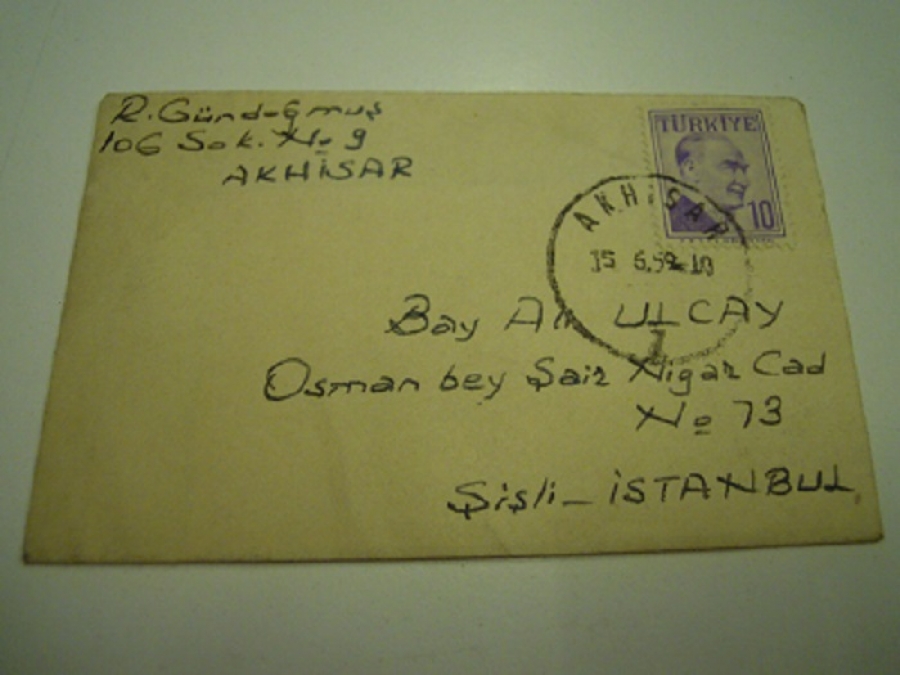 R. Gündoğmuş
106 Sok. No 9
AKHİSAR
TÜRKİYE
10
AKHİSAR
15 6.59-10
1
Bay Ali ULCAY
Osman bey Şair Nigar Cad
No 73
Şişli - İSTANBUL